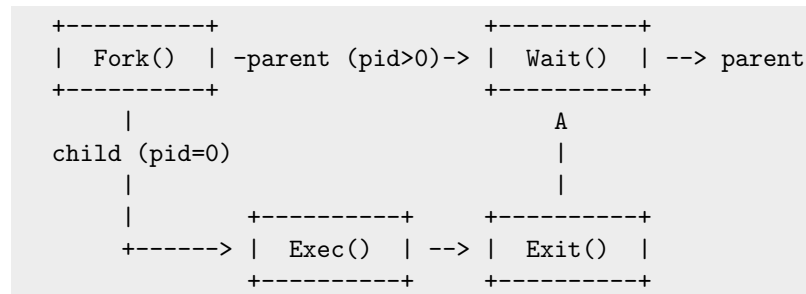 +----------+ +----------+
| Fork() | -parent (pid>0)-> | Wait() | --> parent
+----------+ +----------+
| A
child (pid=0) |
| |
| +----------+ +----------+
+------> | Exec() | --> | Exit() |
+----------+ +----------+